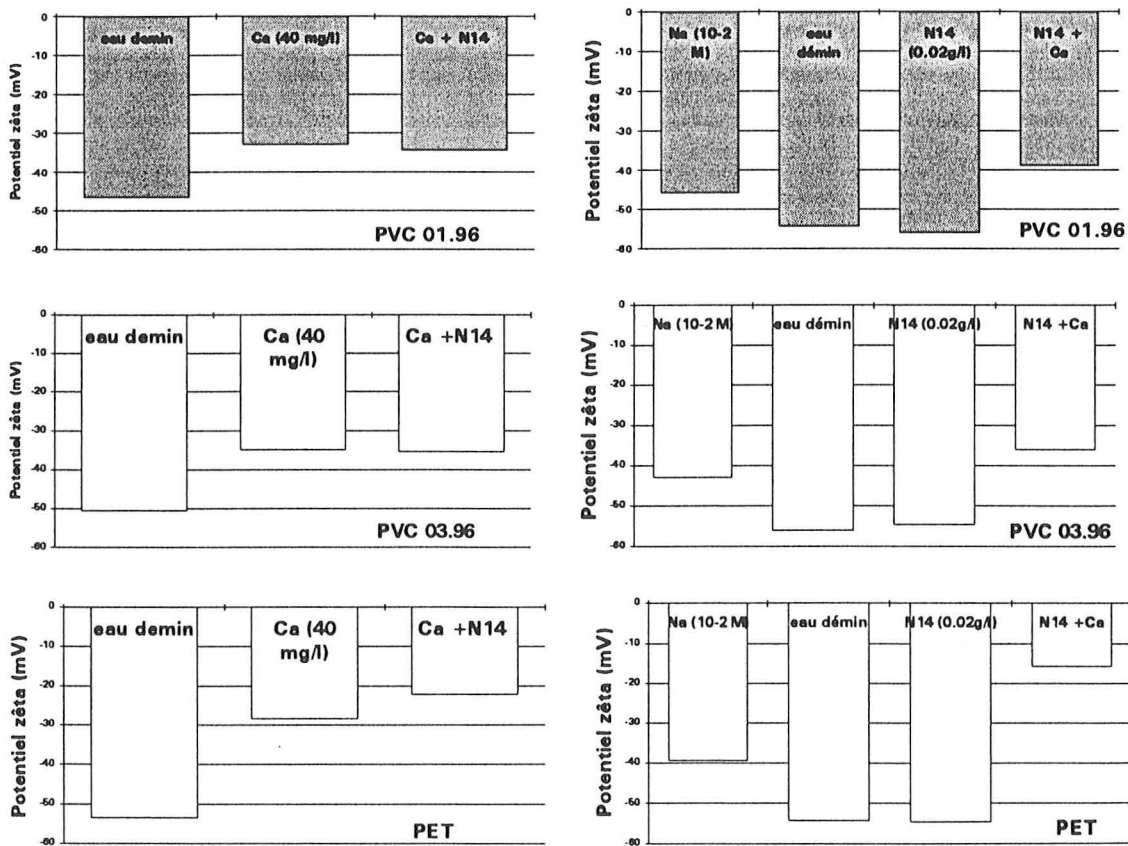 Potentiel zêta (mV)
0
-10
-20
-30
-40
-50
-60
eau demin
Ca (40 mg/l)
Ca + N14
PVC 01.96
Potentiel zêta (mV)
0
-10
-20
-30
-40
-50
-60
Na (10-2
M)
eau
démin
N14
(0.02g/l)
N14 +
Ca
PVC 01.96
Potentiel zêta (mV)
0
-10
-20
-30
-40
-50
-60
eau demin
Ca (40
mg/l)
Ca +N14
PVC 03.96
Potentiel zêta (mV)
0
-10
-20
-30
-40
-50
-60
Na (10-2 M)
eau démin
N14 (0.02g/l)
N14 +Ca
PVC 03.96
Potentiel zêta (mV)
0
-10
-20
-30
-40
-50
-60
eau demin
Ca (40
mg/l)
Ca +N14
PET
Potentiel zêta (mV)
0
-10
-20
-30
-40
-50
-60
Na (10-2 M)
eau démin
N14 (0.02g/l)
N14 +Ca
PET